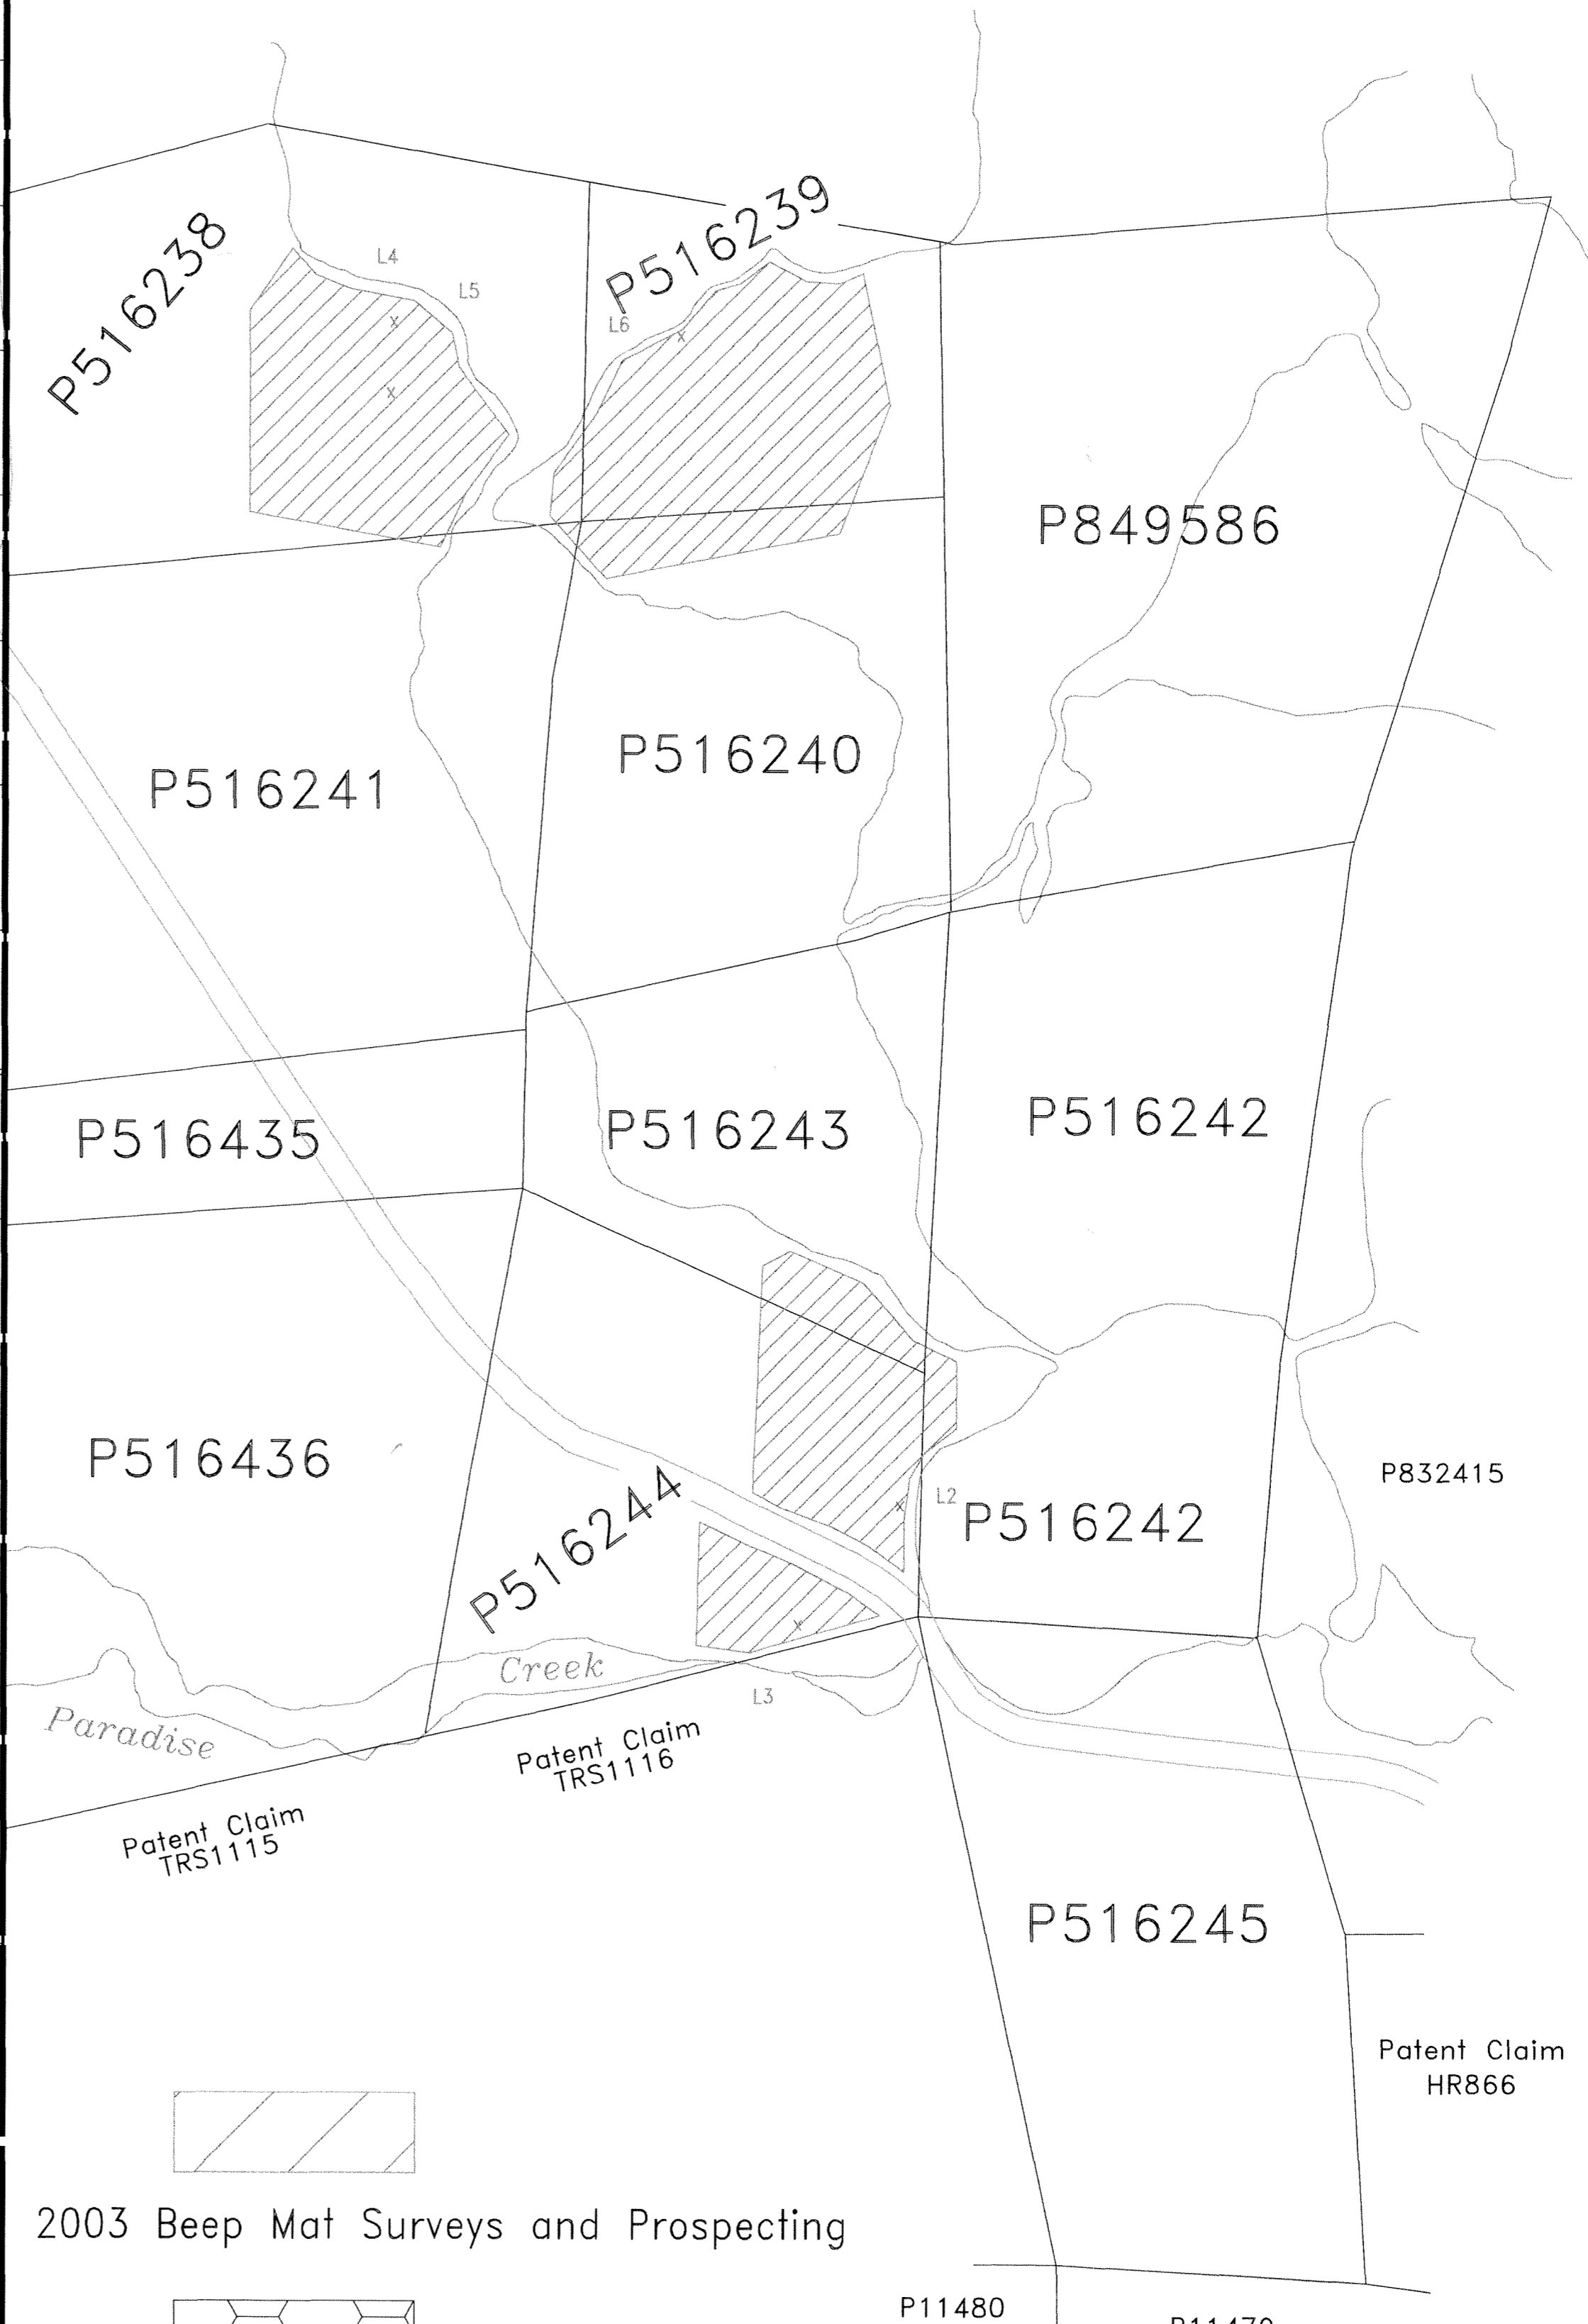 P516238
P516239
L4
L5
L6
P849586
P516240
P516241
P516243
P516242
P516435
P516436
P832415
P516244
L2
P516242
Creek
L3
Paradise
Patent Claim
TRS1116
Patent Claim
TRS1115
P516245
Patent Claim
HR866
2003 Beep Mat Surveys and Prospecting
P11480